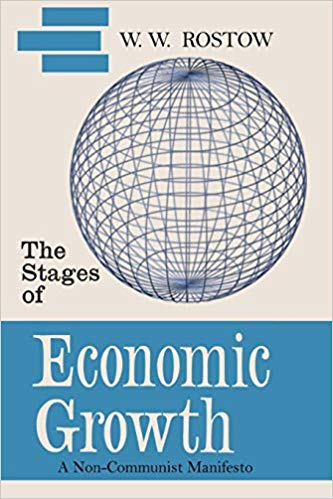 W. W. ROSTOW
The
Stages
of
Economic
Growth
A Non-Communist Manifesto